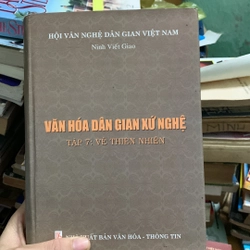 HỘI VĂN NGHỆ DÂN GIAN VIỆT NAM
Ninh Viết Giao
VĂN HÓA DÂN GIAN XỨ NGHỆ
TẬP 7: VÈ THIÊN NHIÊN
NHÀ XUẤT BẢN VĂN HÓA - THÔNG TIN